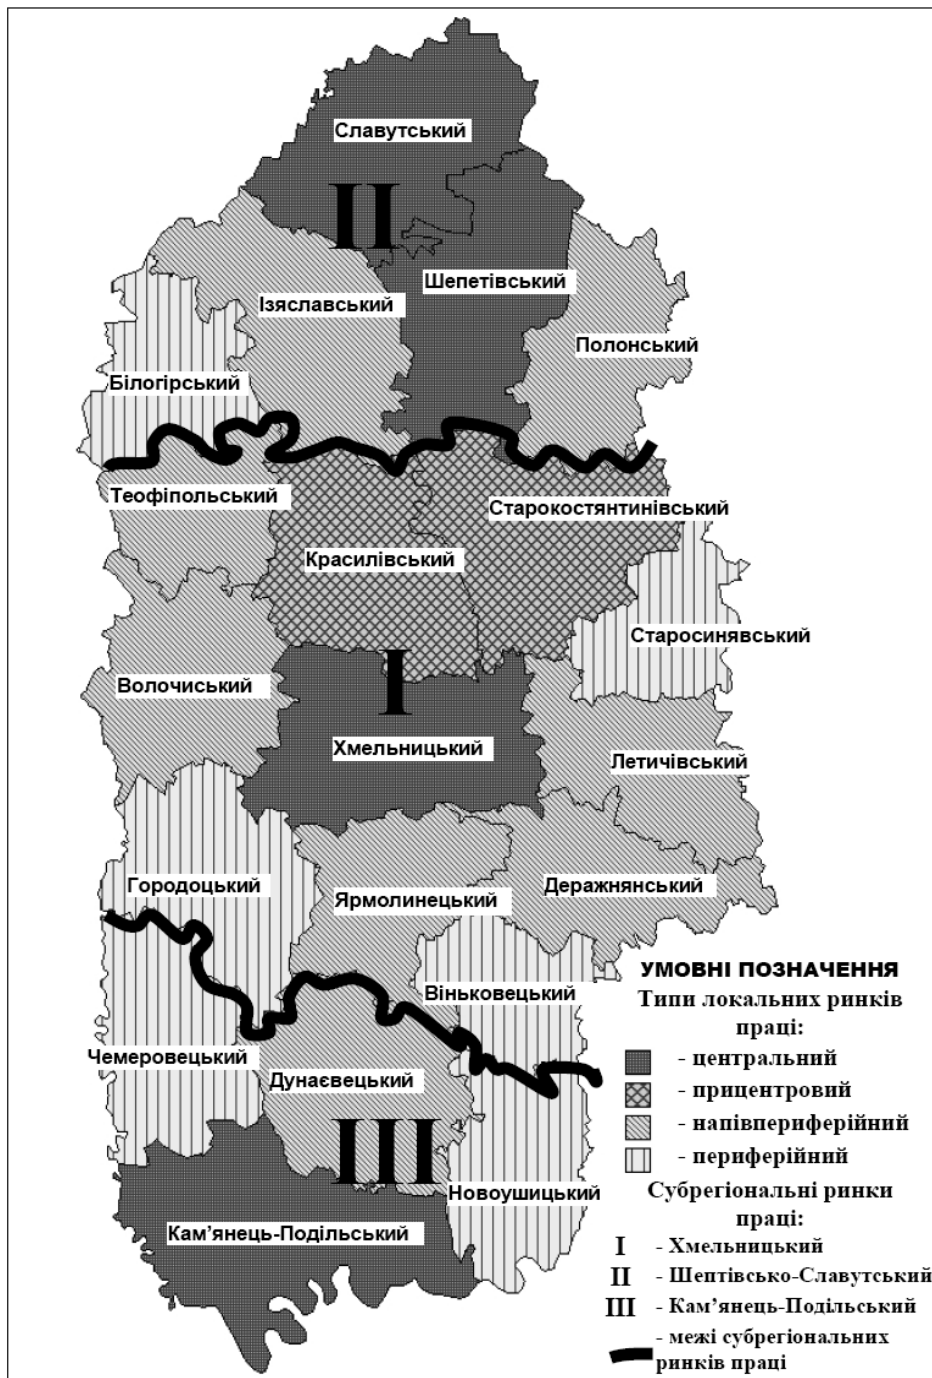 Славутський
II
Шепетівський
Ізяславський
Полонський
Білогірський
Теофіпольський
Старокостянтинівський
Красилівський
Старосинявський
I
Волочиський
Хмельницький
Летичівський
Городоцький
Деражнянський
Ярмолинецький
Віньковецький
Чемеровецький
Дунаєвецький
III
Новоушицький
Кам’янець-Подільський
УМОВНІ ПОЗНАЧЕННЯ
Типи локальних ринків
праці:
- центральний
- прицентровий
- напівпериферійний
- периферійний
Субрегіональні ринки
праці:
I - Хмельницький
II - Шептівсько-Славутський
III - Кам’янець-Подільський
- межі субрегіональних
ринків праці